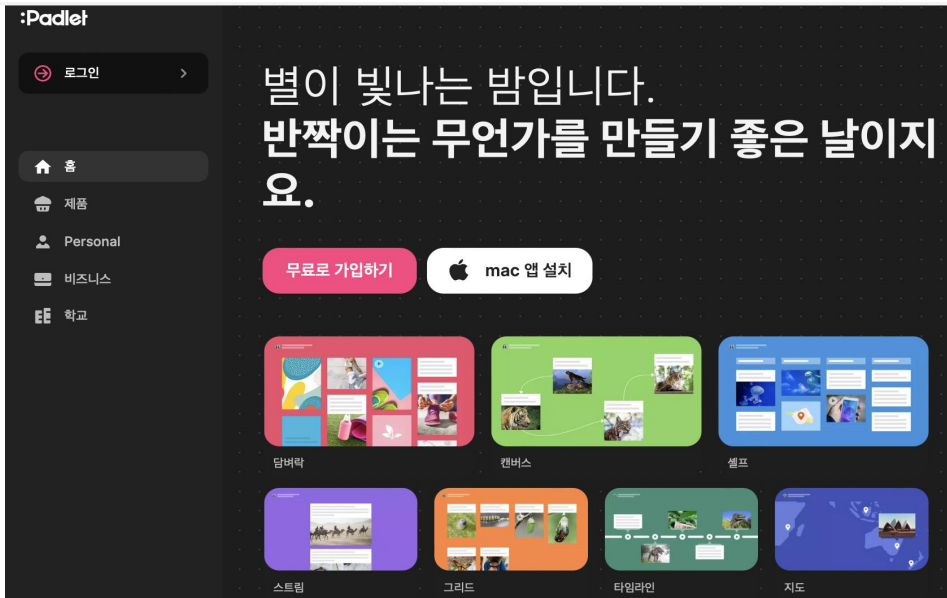 :Padlet
로그인
홈
제품
Personal
비즈니스
학교
별이 빛나는 밤입니다.
반짝이는 무언가를 만들기 좋은 날이지
요.
무료로 가입하기
mac 앱 설치
담벼락
캔버스
셸프
스트림
그리드
타임라인
지도